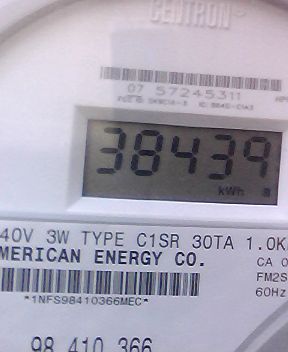 CENTRON
07 57245311
38439
kWh
40V 3W TYPE C1SR 30TA 1.0K
MERICAN ENERGY CO.
CA 0
FM2S
60Hz
*1NFS98410366MEC*
98 410 366